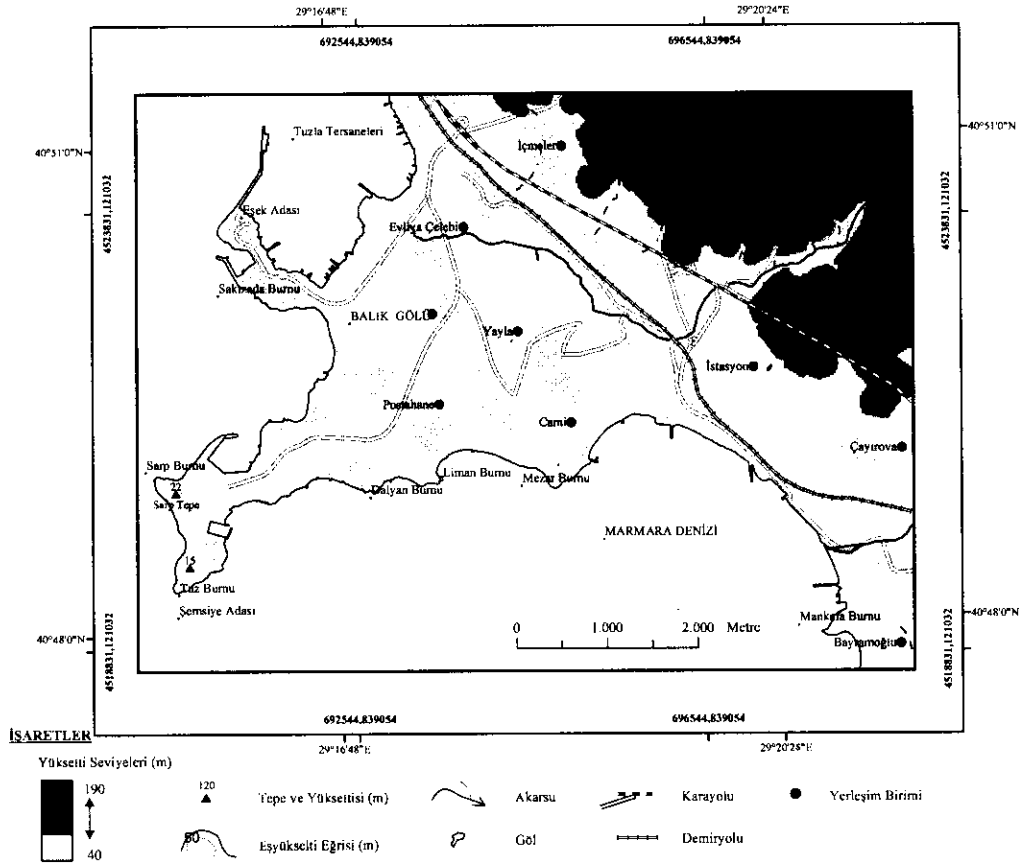 29°16'48"E 29°20'24"E
692544,839054 696544,839054
40°51'0"N 40°51'0"N
4523831,121032 4523831,121032
Tuzla Tersaneleri
İçmeler
Eşek Adası
Evliya Çelebi
Sakızada Burnu
BALIK GÖLÜ
Yayla
İstasyon
Postahane
Cami
Çayırova
Sarp Burnu
22
Sarp Tepe
Liman Burnu
Mezar Burnu
Dalyan Burnu
MARMARA DENİZİ
15
Tuz Burnu
Şemsiye Adası
Mankafa Burnu
0 1.000 2.000 Metre
Bayramoğlu
40°48'0"N 40°48'0"N
4518831,121032 4518831,121032
692544,839054 696544,839054
29°16'48"E 29°20'28"E
İŞARETLER
Yükselti Seviyeleri (m)
190
40
120
Tepe ve Yükseltisi (m)
Akarsu
Karayolu
Yerleşim Birimi
50
Eşyükselti Eğrisi (m)
Göl
Demiryolu